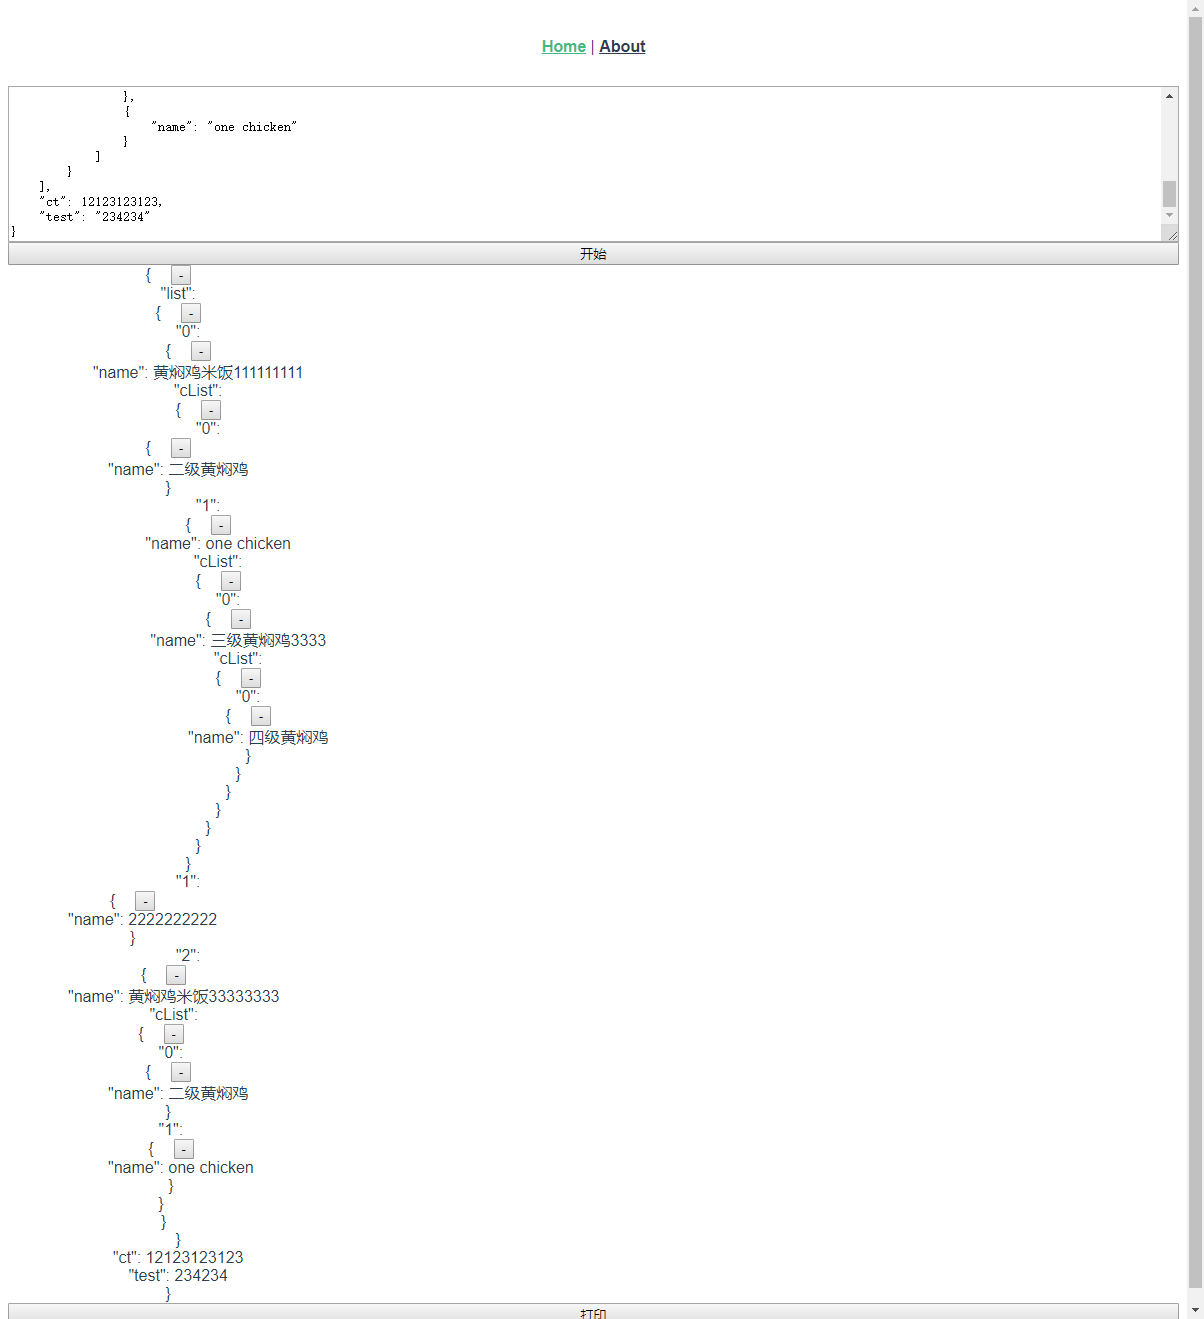 Home | About
},
{
"name": "one chicken"
}
]
}
],
"ct": 12123123123,
"test": "234234"
}
开始
{ -
"list":
{ -
"0":
{ -
"name": 黄焖鸡米饭111111111
"cList":
{ -
"0":
{ -
"name": 二级黄焖鸡
}
"1":
{ -
"name": one chicken
"cList":
{ -
"0":
{ -
"name": 三级黄焖鸡3333
"cList":
{ -
"0":
{ -
"name": 四级黄焖鸡
}
}
}
}
}
}
}
"1":
{ -
"name": 2222222222
}
"2":
{ -
"name": 黄焖鸡米饭33333333
"cList":
{ -
"0":
{ -
"name": 二级黄焖鸡
}
"1":
{ -
"name": one chicken
}
}
}
}
"ct": 12123123123
"test": 234234
}
打印